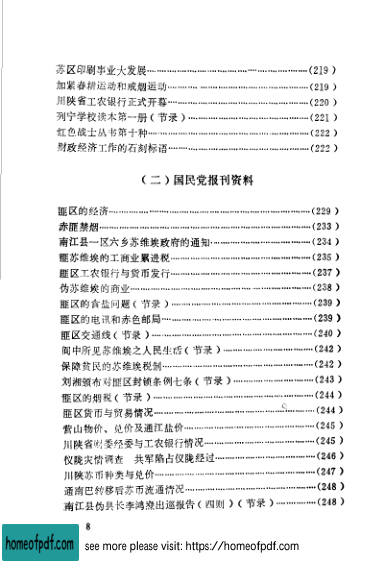 苏区印刷事业大发展……(219)
加紧春耕运动和戒烟运动……(219)
川陕省工农银行正式开幕……(220)
列宁学校读本第一册(节录)……(221)
红色战士丛书第十种……(222)
财政经济工作的石刻标语……(222)
(二)国民党报刊资料
匪区的经济……(229)
赤匪禁烟……(233)
南江县一区六乡苏维埃政府的通知……(234)
匪苏维埃的工商业累进税……(235)
匪区工农银行与货币发行……(237)
伪苏维埃的商业……(238)
匪区的食盐问题(节录)……(239)
匪区的电讯和赤色邮局……(239)
匪区交通线(节录)……(240)
阆中所见苏维埃之人民生活(节录)……(242)
保障贫民的苏维埃税制……(242)
刘湘颁布对匪区封锁条例七条(节录)……(243)
匪区的烟税(节录)……(244)
匪区货币与贸易情况……(244)
营山物价、兑价及通江盐价……(245)
川陕省财委经委与工农银行情况……(245)
仪陇灾情调查 共军陷占仪陇经过……(246)
川陕苏币种类与兑价……(247)
通南巴转移后苏币流通情况……(248)
南江县伪县长李鸿焘出巡报告(四则)(节录)……(248)
8
homeofpdf.com
see more please visit: https://homeofpdf.com